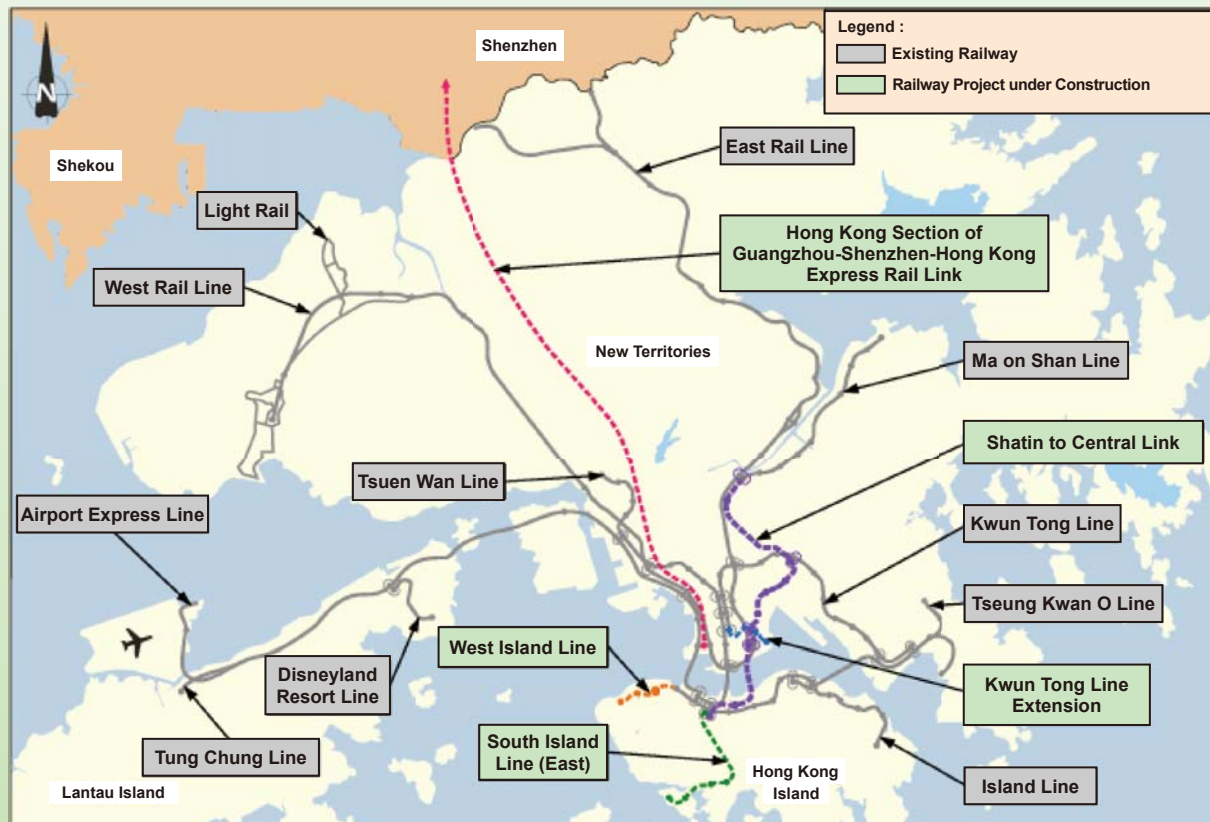 Shenzhen
Legend :
Existing Railway
Railway Project under Construction
N
Shekou
East Rail Line
Light Rail
Hong Kong Section of
Guangzhou-Shenzhen-Hong Kong
Express Rail Link
West Rail Line
New Territories
Ma on Shan Line
Shatin to Central Link
Tsuen Wan Line
Airport Express Line
Kwun Tong Line
Tseung Kwan O Line
West Island Line
Disneyland
Resort Line
Kwun Tong Line
Extension
South Island
Line (East)
Tung Chung Line
Hong Kong
Island
Island Line
Lantau Island